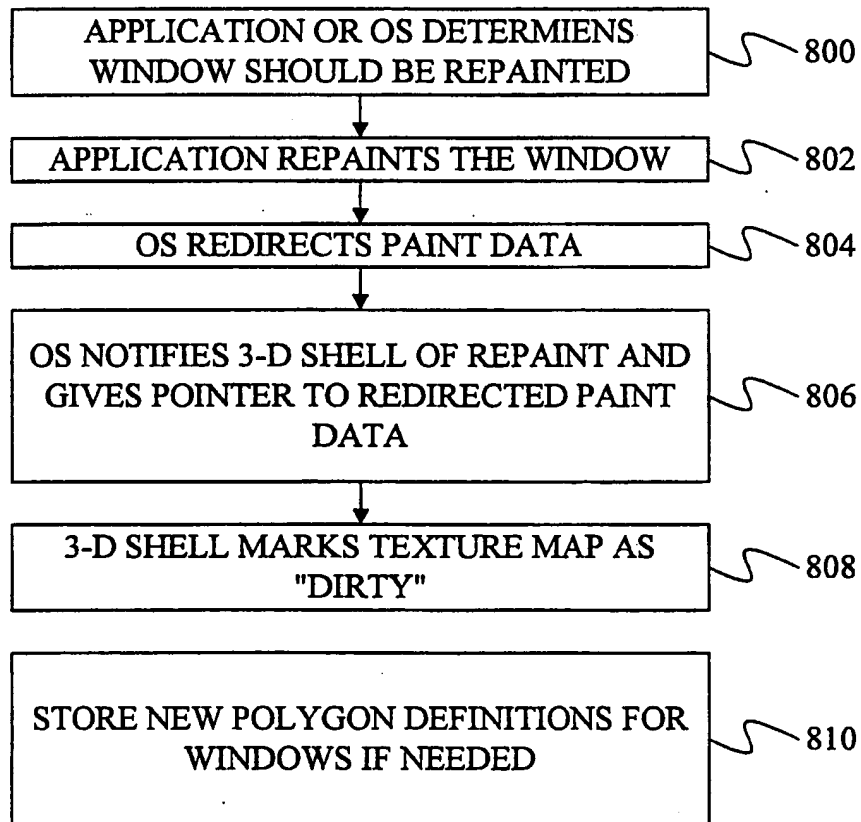 APPLICATION OR OS DETERMIENS
WINDOW SHOULD BE REPAINTED
800
APPLICATION REPAINTS THE WINDOW
802
OS REDIRECTS PAINT DATA
804
OS NOTIFIES 3-D SHELL OF REPAINT AND
GIVES POINTER TO REDIRECTED PAINT
DATA
806
3-D SHELL MARKS TEXTURE MAP AS
"DIRTY"
808
STORE NEW POLYGON DEFINITIONS FOR
WINDOWS IF NEEDED
810